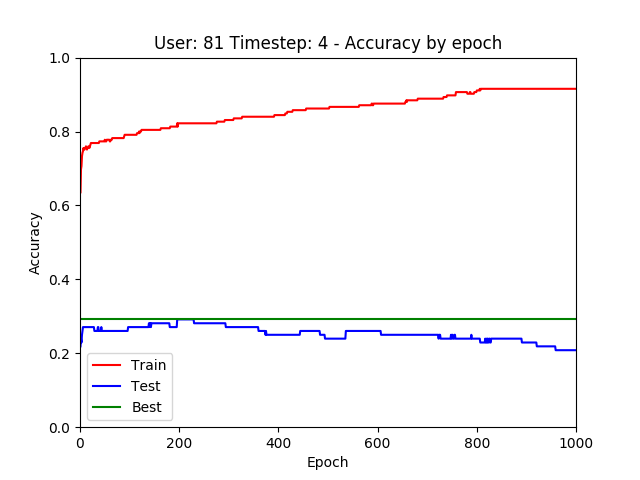 User: 81 Timestep: 4 - Accuracy by epoch
1.0
0.8
0.6
0.4
0.2
0.0
Accuracy
Train
Test
Best
0 200 400 600 800 1000
Epoch